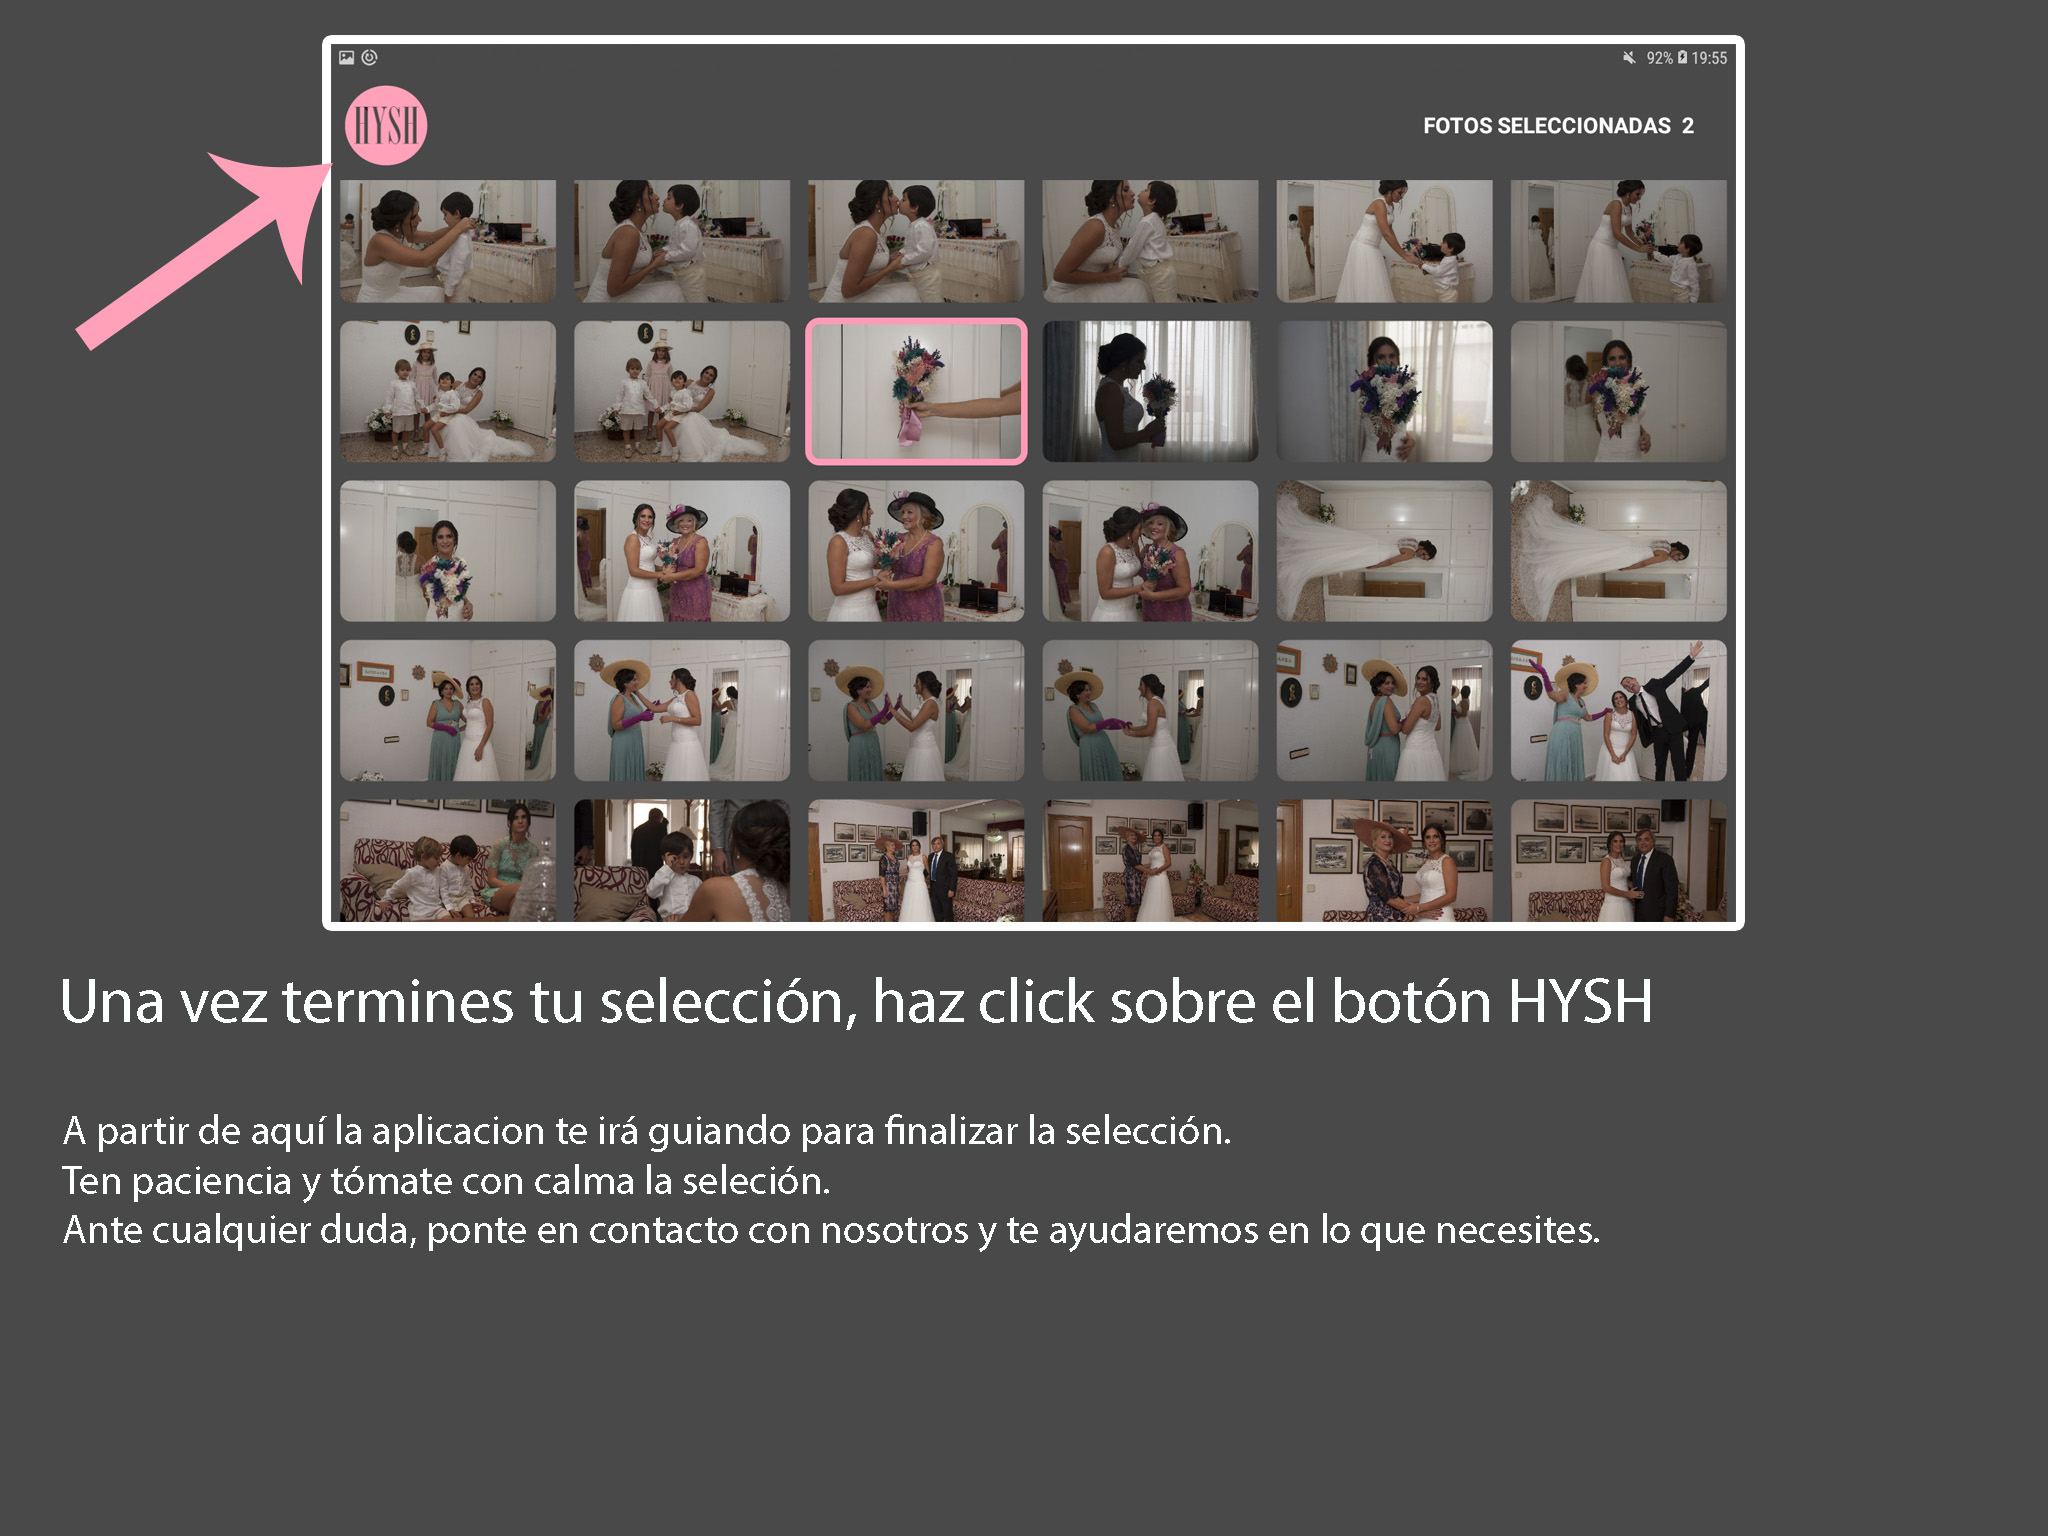 92% 19:55
HYSH
FOTOS SELECCIONADAS 2
Una vez termines tu selección, haz click sobre el botón HYSH
A partir de aquí la aplicacion te irá guiando para finalizar la selección.
Ten paciencia y tómate con calma la seleción.
Ante cualquier duda, ponte en contacto con nosotros y te ayudaremos en lo que necesites.